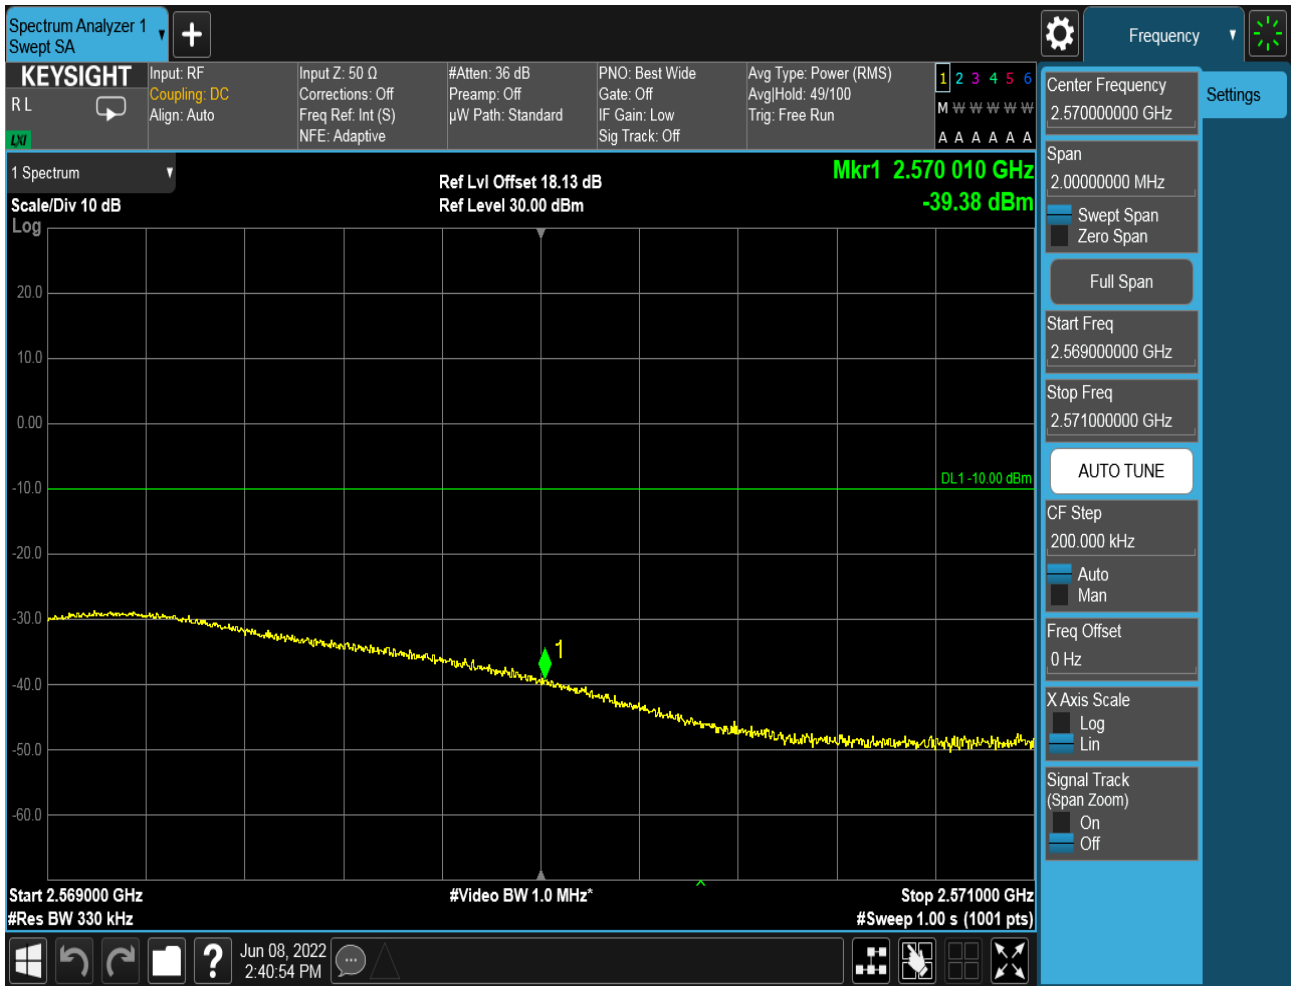 Spectrum Analyzer 1
Swept SA
Frequency
KEYSIGHT
R L
LXI
Input: RF
Coupling: DC
Align: Auto
Input Z: 50 Ω
Corrections: Off
Freq Ref: Int (S)
NFE: Adaptive
#Atten: 36 dB
Preamp: Off
µW Path: Standard
PNO: Best Wide
Gate: Off
IF Gain: Low
Sig Track: Off
Avg Type: Power (RMS)
Avg|Hold: 49/100
Trig: Free Run
1 2 3 4 5 6
M W W W W W
A A A A A A
1 Spectrum
Scale/Div 10 dB
Log
Ref Lvl Offset 18.13 dB
Ref Level 30.00 dBm
Mkr1 2.570 010 GHz
-39.38 dBm
20.0
10.0
0.00
-10.0
DL1 -10.00 dBm
-20.0
-30.0
1
-40.0
-50.0
-60.0
Start 2.569000 GHz
#Res BW 330 kHz
#Video BW 1.0 MHz*
Stop 2.571000 GHz
#Sweep 1.00 s (1001 pts)
Center Frequency
2.570000000 GHz
Settings
Span
2.00000000 MHz
Swept Span
Zero Span
Full Span
Start Freq
2.569000000 GHz
Stop Freq
2.571000000 GHz
AUTO TUNE
CF Step
200.000 kHz
Auto
Man
Freq Offset
0 Hz
X Axis Scale
Log
Lin
Signal Track
(Span Zoom)
On
Off
?
Jun 08, 2022
2:40:54 PM